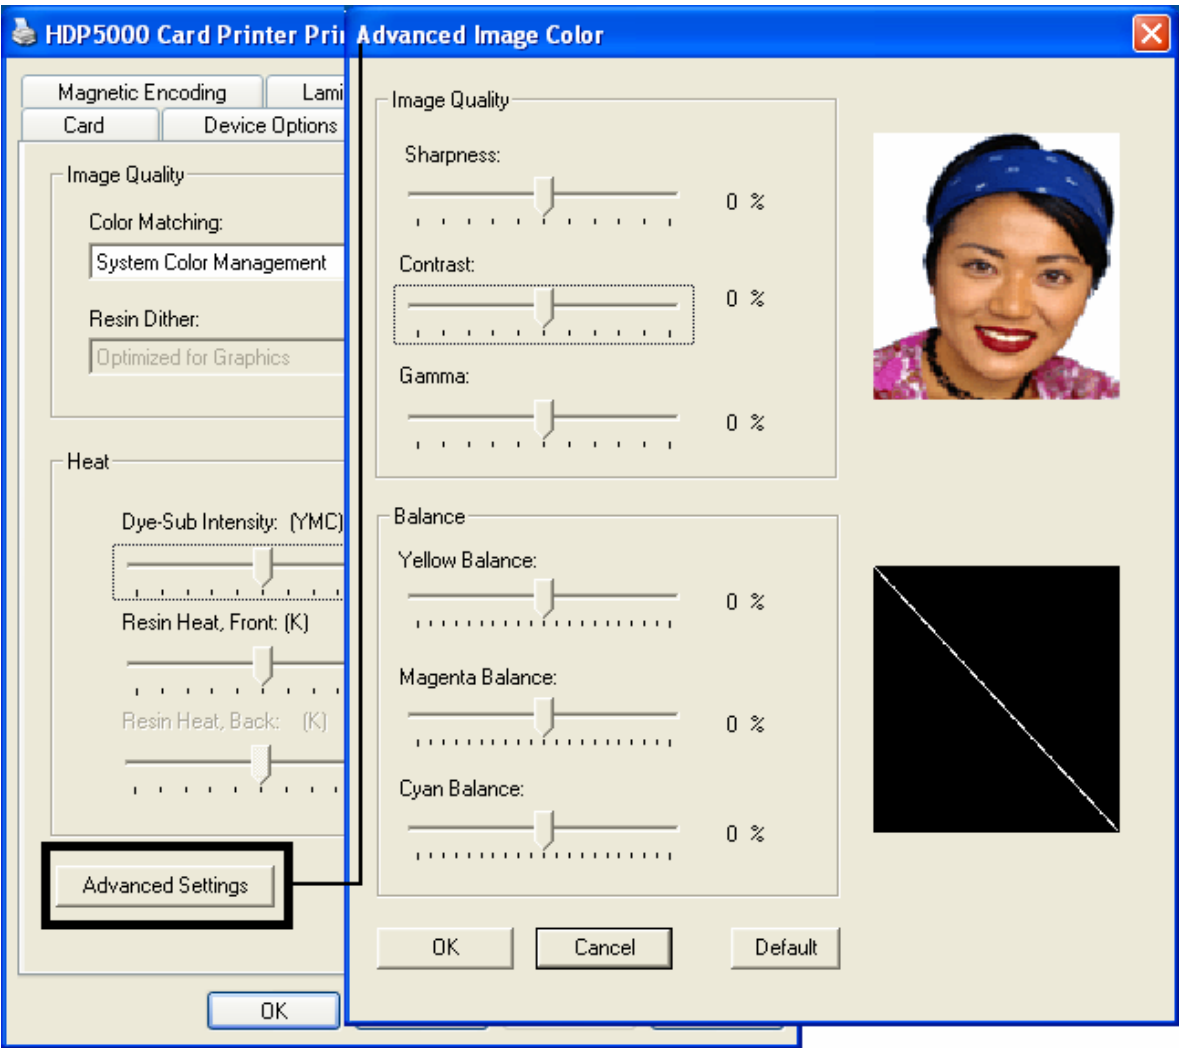 HDP5000 Card Printer Pri
Magnetic Encoding
Lami
Card
Device Options
Image Quality
Color Matching:
System Color Management
Resin Dither:
Optimized for Graphics
Heat
Dye-Sub Intensity: (YMC)
Resin Heat, Front: (K)
Resin Heat, Back: (K)
Advanced Settings
OK
Advanced Image Color
Image Quality
Sharpness:
0 %
Contrast:
0 %
Gamma:
0 %
Balance
Yellow Balance:
0 %
Magenta Balance:
0 %
Cyan Balance:
0 %
OK
Cancel
Default